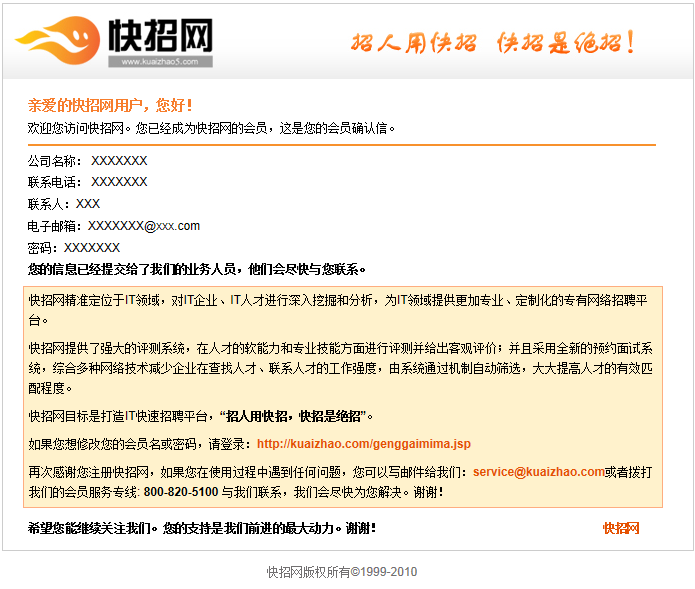 快招网
www.kuaizhao5.com
招人用快招 快招是绝招！
亲爱的快招网用户，您好！
欢迎您访问快招网。您已经成为快招网的会员，这是您的会员确认信。
公司名称： XXXXXXX
联系电话： XXXXXXX
联系人：XXX
电子邮箱：XXXXXXX@xxx.com
密码：XXXXXXX
您的信息已经提交给了我们的业务人员，他们会尽快与您联系。
快招网精准定位于IT领域，对IT企业、IT人才进行深入挖掘和分析，为IT领域提供更加专业、定制化的专有网络招聘平
台。
快招网提供了强大的评测系统，在人才的软能力和专业技能方面进行评测并给出客观评价；并且采用全新的预约面试系
统，综合多种网络技术减少企业在查找人才、联系人才的工作强度，由系统通过机制自动筛选，大大提高人才的有效匹
配程度。
快招网目标是打造IT快速招聘平台，“招人用快招，快招是绝招”。
如果您想修改您的会员名或密码，请登录：http://kuaizhao.com/genggaimima.jsp
再次感谢您注册快招网，如果您在使用过程中遇到任何问题，您可以写邮件给我们：service@kuaizhao.com或者拨打
我们的会员服务专线: 800-820-5100 与我们联系，我们会尽快为您解决。谢谢！
希望您能继续关注我们。您的支持是我们前进的最大动力。谢谢！ 快招网
快招网版权所有©1999-2010